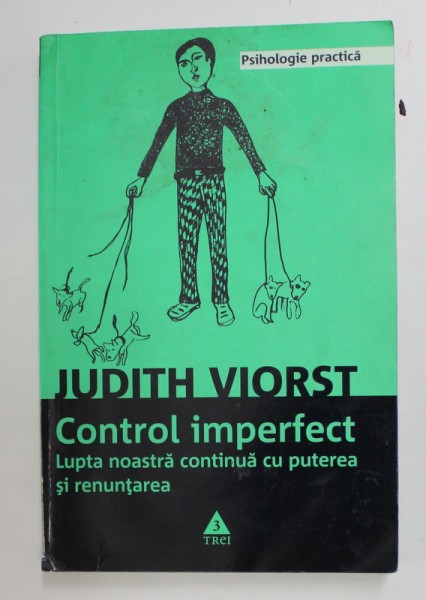 Psihologie practică
JUDITH VIORST
Control imperfect
Lupta noastră continuă cu puterea
și renunțarea
3
TREI